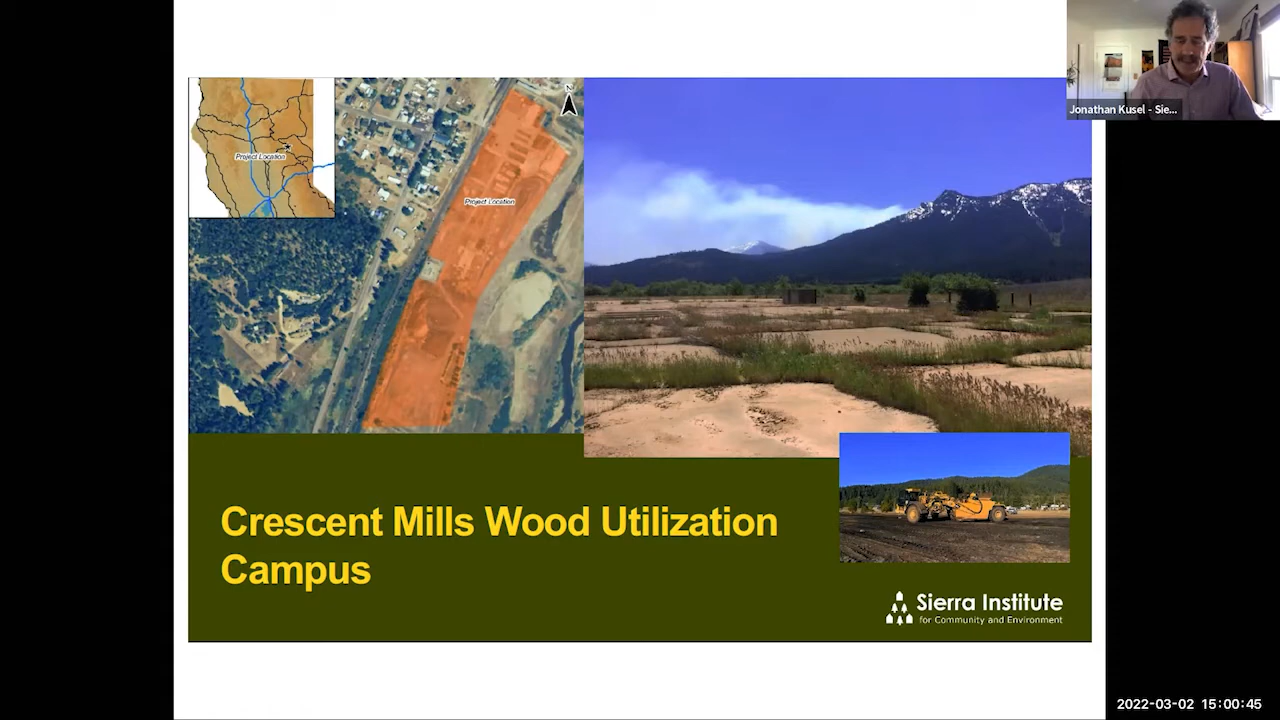 Jonathan Kusel - Sie...
N
Project Location
Project Location
Crescent Mills Wood Utilization
Campus
Sierra Institute
for Community and Environment
2022-03-02 15:00:45